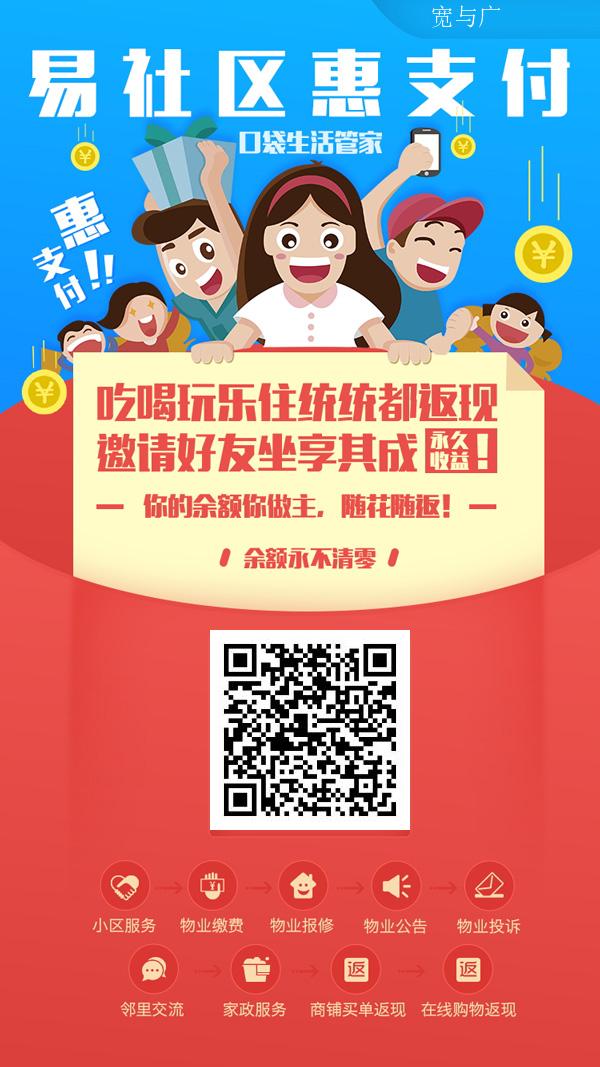 宽与广
易社区惠支付
口袋生活管家
惠
支付!!
吃喝玩乐住统统都返现
邀请好友坐享其成永久收益!
你的余额你做主,随花随返!
余额永不清零
小区服务 物业缴费 物业报修 物业公告 物业投诉
邻里交流 家政服务 商铺买单返现 在线购物返现
返 返